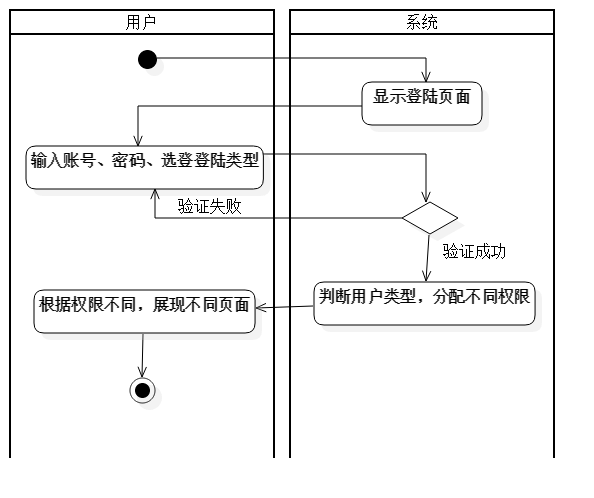 用户
系统
显示登陆页面
输入账号、密码、选登登陆类型
验证失败
验证成功
判断用户类型，分配不同权限
根据权限不同，展现不同页面